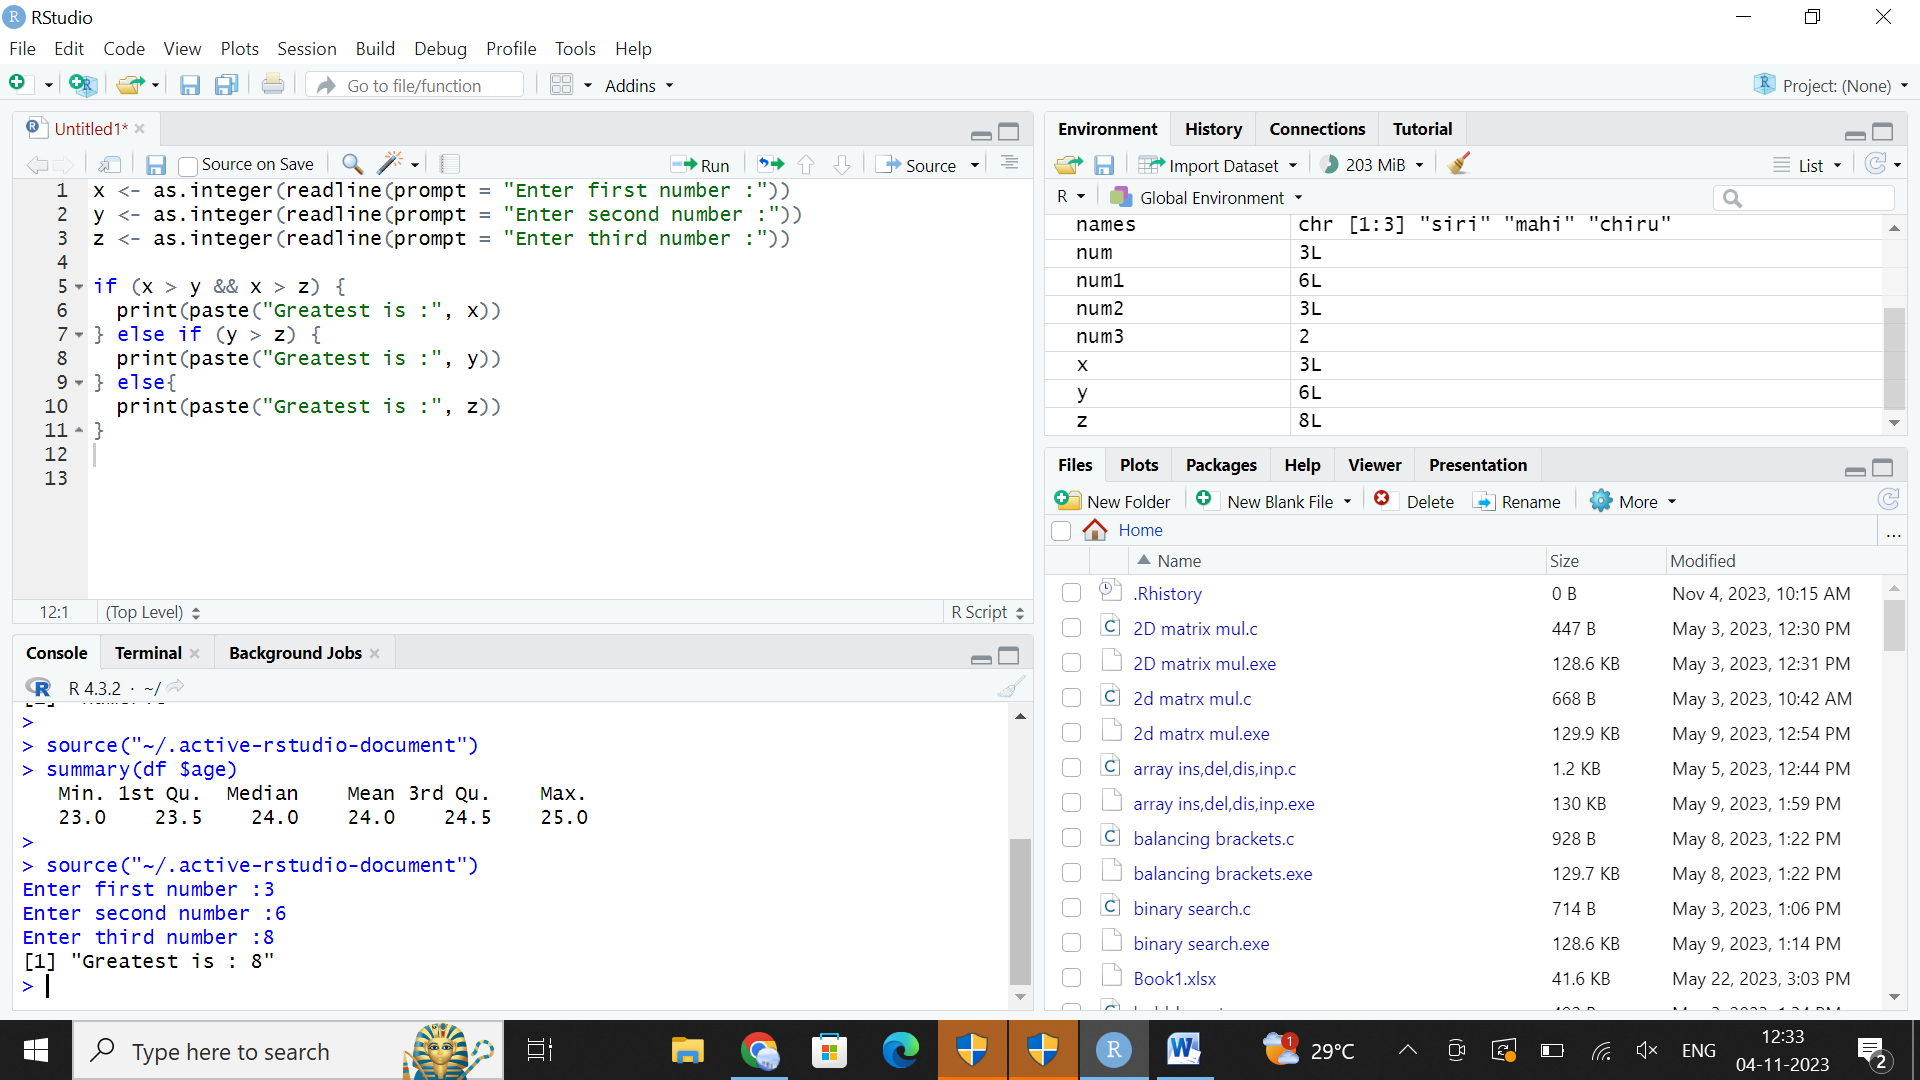 RStudio
File Edit Code View Plots Session Build Debug Profile Tools Help
Go to file/function Addins Project: (None)
Untitled1*
Source on Save Run Source
1 x <- as.integer(readline(prompt = "Enter first number :"))
2 y <- as.integer(readline(prompt = "Enter second number :"))
3 z <- as.integer(readline(prompt = "Enter third number :"))
4
5 if (x > y && x > z) {
6 print(paste("Greatest is :", x))
7 } else if (y > z) {
8 print(paste("Greatest is :", y))
9 } else{
10 print(paste("Greatest is :", z))
11 }
12
13
12:1 (Top Level) R Script
Console Terminal Background Jobs
R 4.3.2 · ~/
>
> source("~/.active-rstudio-document")
> summary(df $age)
Min. 1st Qu. Median Mean 3rd Qu. Max.
23.0 23.5 24.0 24.0 24.5 25.0
>
> source("~/.active-rstudio-document")
Enter first number :3
Enter second number :6
Enter third number :8
[1] "Greatest is : 8"
>
Environment History Connections Tutorial
Import Dataset 203 MiB List
R Global Environment
names chr [1:3] "siri" "mahi" "chiru"
num 3L
num1 6L
num2 3L
num3 2
x 3L
y 6L
z 8L
Files Plots Packages Help Viewer Presentation
New Folder New Blank File Delete Rename More
Home ...
Name Size Modified
.Rhistory 0 B Nov 4, 2023, 10:15 AM
2D matrix mul.c 447 B May 3, 2023, 12:30 PM
2D matrix mul.exe 128.6 KB May 3, 2023, 12:31 PM
2d matrx mul.c 668 B May 3, 2023, 10:42 AM
2d matrx mul.exe 129.9 KB May 9, 2023, 12:54 PM
array ins,del,dis,inp.c 1.2 KB May 5, 2023, 12:44 PM
array ins,del,dis,inp.exe 130 KB May 9, 2023, 1:59 PM
balancing brackets.c 928 B May 8, 2023, 1:22 PM
balancing brackets.exe 129.7 KB May 8, 2023, 1:22 PM
binary search.c 714 B May 3, 2023, 1:06 PM
binary search.exe 128.6 KB May 9, 2023, 1:14 PM
Book1.xlsx 41.6 KB May 22, 2023, 3:03 PM
Type here to search 1 29°C ENG 12:33
04-11-2023 2